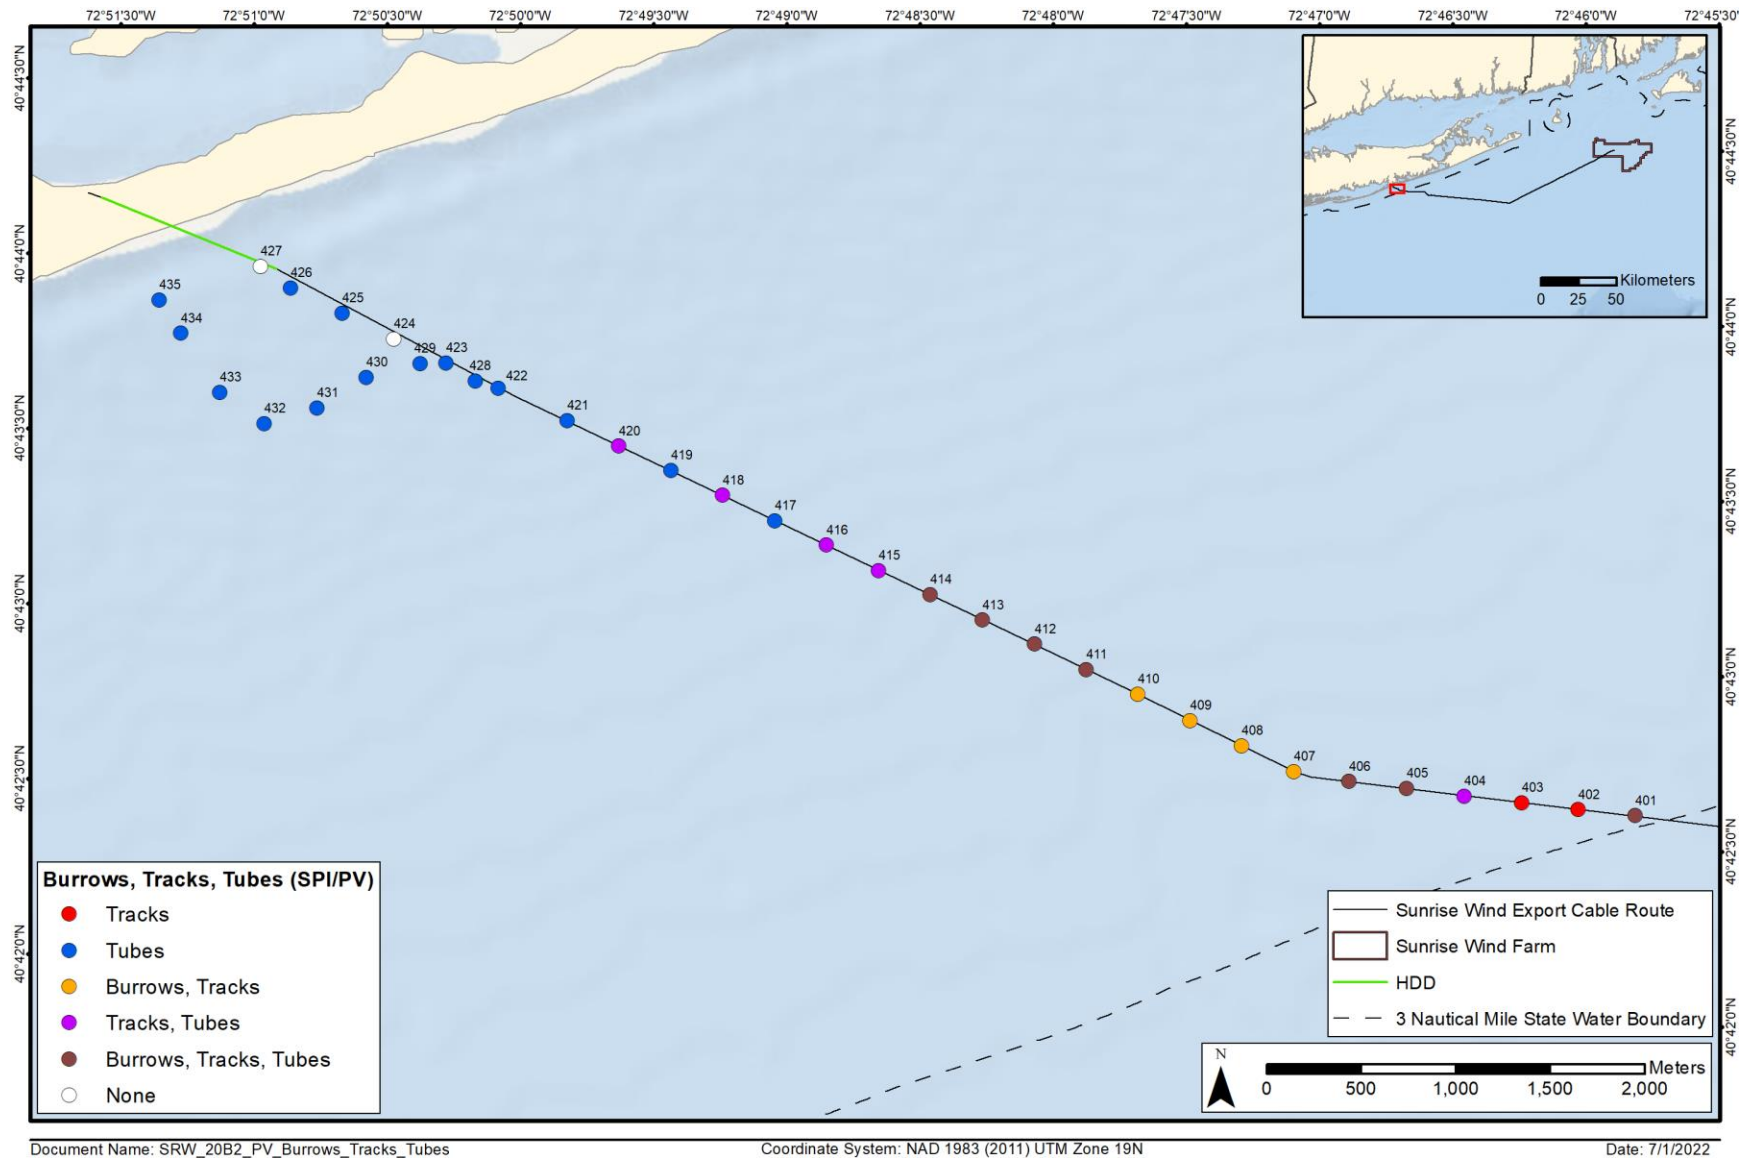 72°51'30"W 72°51'0"W 72°50'30"W 72°50'0"W 72°49'30"W 72°49'0"W 72°48'30"W 72°48'0"W 72°47'30"W 72°47'0"W 72°46'30"W 72°46'0"W 72°45'30"W
40°44'30"N
40°44'0"N
40°43'30"N
40°43'0"N
40°42'30"N
40°42'0"N
40°44'30"N
40°44'0"N
40°43'30"N
40°43'0"N
40°42'30"N
40°42'0"N
Kilometers
0 25 50
427
426
435
425
434
424
429
423
430
428
422
433
431
432
421
420
419
418
417
416
415
414
413
412
411
410
409
408
407
406
405
404
403
402
401
Burrows, Tracks, Tubes (SPI/PV)
Tracks
Tubes
Burrows, Tracks
Tracks, Tubes
Burrows, Tracks, Tubes
None
Sunrise Wind Export Cable Route
Sunrise Wind Farm
HDD
3 Nautical Mile State Water Boundary
N
Meters
0 500 1,000 1,500 2,000
Document Name: SRW_20B2_PV_Burrows_Tracks_Tubes
Coordinate System: NAD 1983 (2011) UTM Zone 19N
Date: 7/1/2022